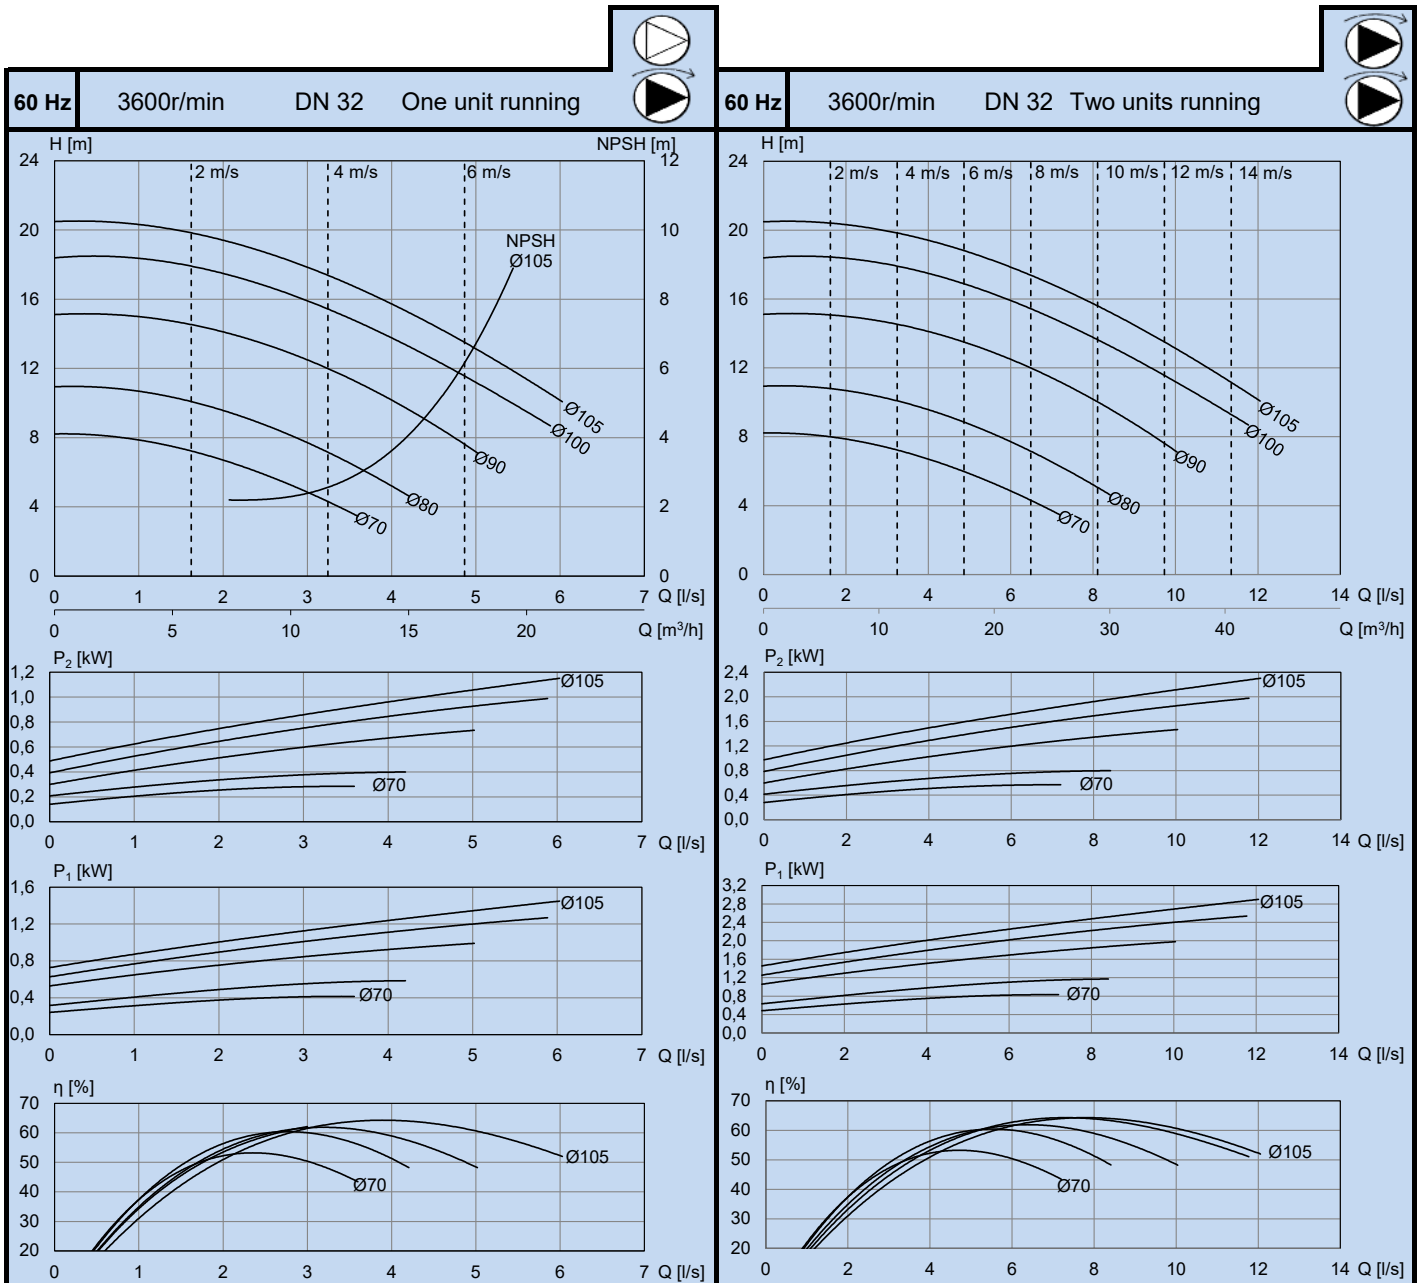 60 Hz 3600r/min DN 32 One unit running
H [m] NPSH [m]
24 12
2 m/s 4 m/s 6 m/s
20 10
NPSH
Ø105
16 8
12 6
Ø105
Ø100
8 4
Ø90
Ø80
4 2
Ø70
0 0
0 1 2 3 4 5 6 7 Q [l/s]
0 5 10 15 20 Q [m³/h]
P₂ [kW]
1,2
Ø105
1,0
0,8
0,6
0,4
Ø70
0,2
0,0
0 1 2 3 4 5 6 7 Q [l/s]
P₁ [kW]
1,6
Ø105
1,2
0,8
Ø70
0,4
0,0
0 1 2 3 4 5 6 7 Q [l/s]
η [%]
70
60
50
Ø105
Ø70
40
30
20
0 1 2 3 4 5 6 7 Q [l/s]
60 Hz 3600r/min DN 32 Two units running
H [m]
24
2 m/s 4 m/s 6 m/s 8 m/s 10 m/s 12 m/s 14 m/s
20
16
12
Ø105
Ø100
8
Ø90
Ø80
4
Ø70
0
0 2 4 6 8 10 12 14 Q [l/s]
0 10 20 30 40 Q [m³/h]
P₂ [kW]
2,4
Ø105
2,0
1,6
1,2
0,8
Ø70
0,4
0,0
0 2 4 6 8 10 12 14 Q [l/s]
P₁ [kW]
3,2
2,8
Ø105
2,4
2,0
1,6
1,2
0,8
Ø70
0,4
0,0
0 2 4 6 8 10 12 14 Q [l/s]
η [%]
70
60
50
Ø105
40
Ø70
30
20
0 2 4 6 8 10 12 14 Q [l/s]